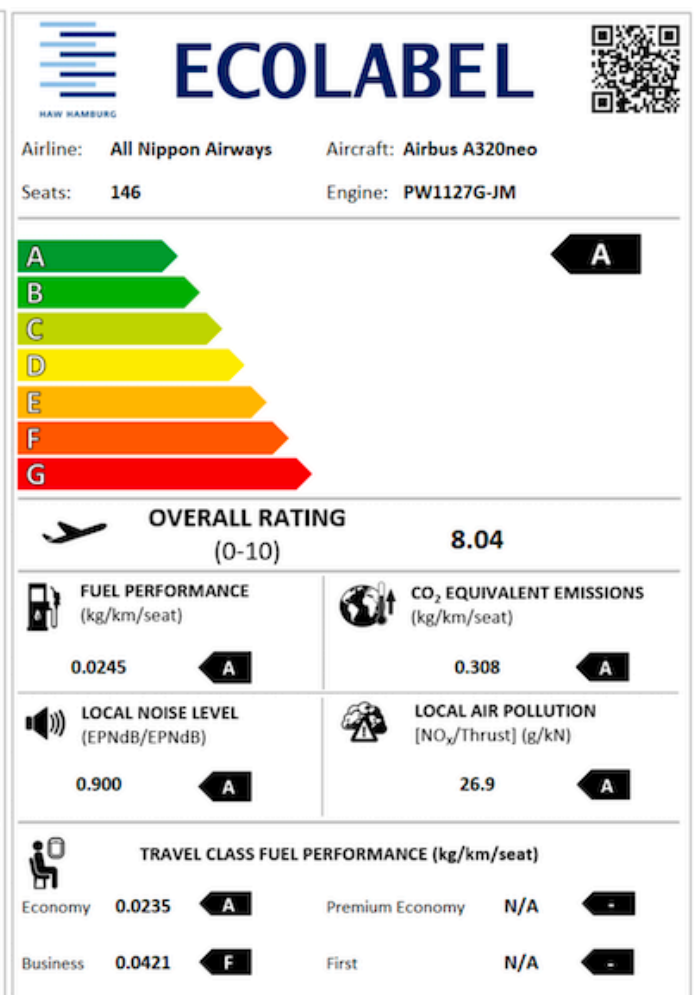 ECOLABEL
HAW HAMBURG
Airline: All Nippon Airways Aircraft: Airbus A320neo
Seats: 146 Engine: PW1127G-JM
A A
B
C
D
E
F
G
OVERALL RATING
(0-10) 8.04
FUEL PERFORMANCE
(kg/km/seat)
0.0245 A
CO₂ EQUIVALENT EMISSIONS
(kg/km/seat)
0.308 A
LOCAL NOISE LEVEL
(EPNdB/EPNdB)
0.900 A
LOCAL AIR POLLUTION
[NOₓ/Thrust] (g/kN)
26.9 A
TRAVEL CLASS FUEL PERFORMANCE (kg/km/seat)
Economy 0.0235 A Premium Economy N/A -
Business 0.0421 F First N/A -